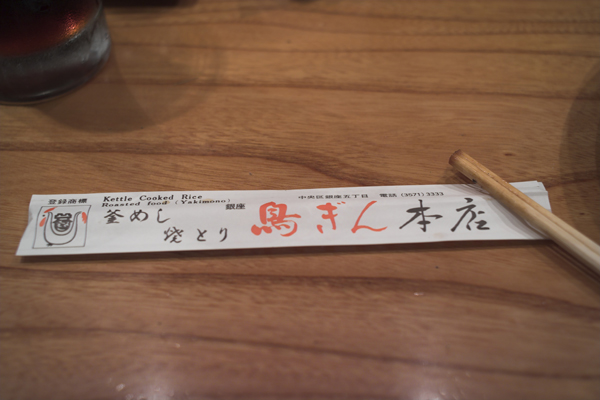 登録商標
Kettle Cooked Rice
Roasted food (Yakimono)
釜めし
焼とり
銀座
鳥ぎん本店
中央区銀座五丁目 電話 (3571) 3333